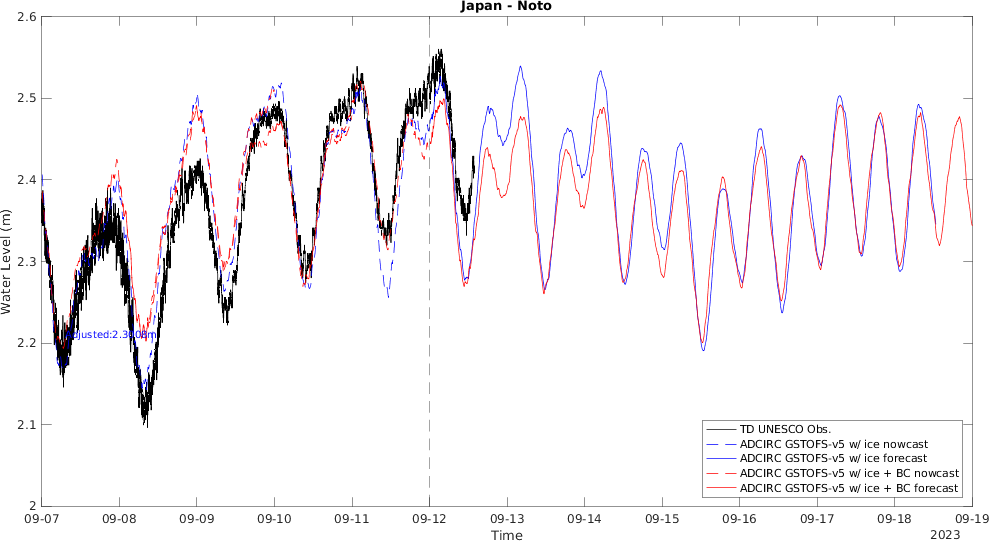 Japan - Noto
2.6
2.5
2.4
2.3
2.2
2.1
2
Water Level (m)
09-07
09-08
09-09
09-10
09-11
09-12
09-13
09-14
09-15
09-16
09-17
09-18
09-19
Time
2023
TD UNESCO Obs.
ADCIRC GSTOFS-v5 w/ ice nowcast
ADCIRC GSTOFS-v5 w/ ice forecast
ADCIRC GSTOFS-v5 w/ ice + BC nowcast
ADCIRC GSTOFS-v5 w/ ice + BC forecast